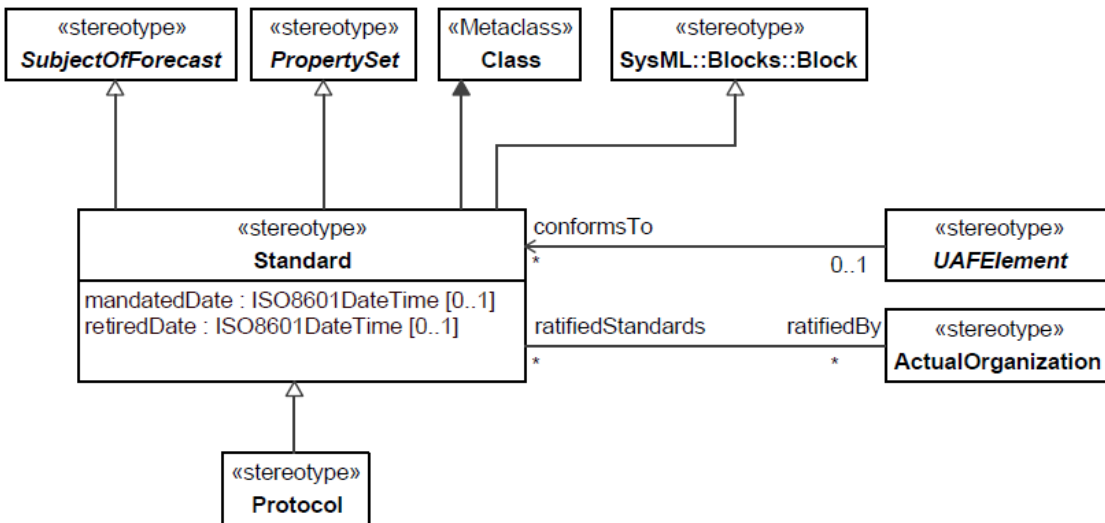 «stereotype»
SubjectOfForecast
«stereotype»
PropertySet
«Metaclass»
Class
«stereotype»
SysML::Blocks::Block
«stereotype»
Standard
mandatedDate : ISO8601DateTime [0..1]
retiredDate : ISO8601DateTime [0..1]
conformsTo
*
0..1
«stereotype»
UAFElement
ratifiedStandards
ratifiedBy
*
*
«stereotype»
ActualOrganization
«stereotype»
Protocol